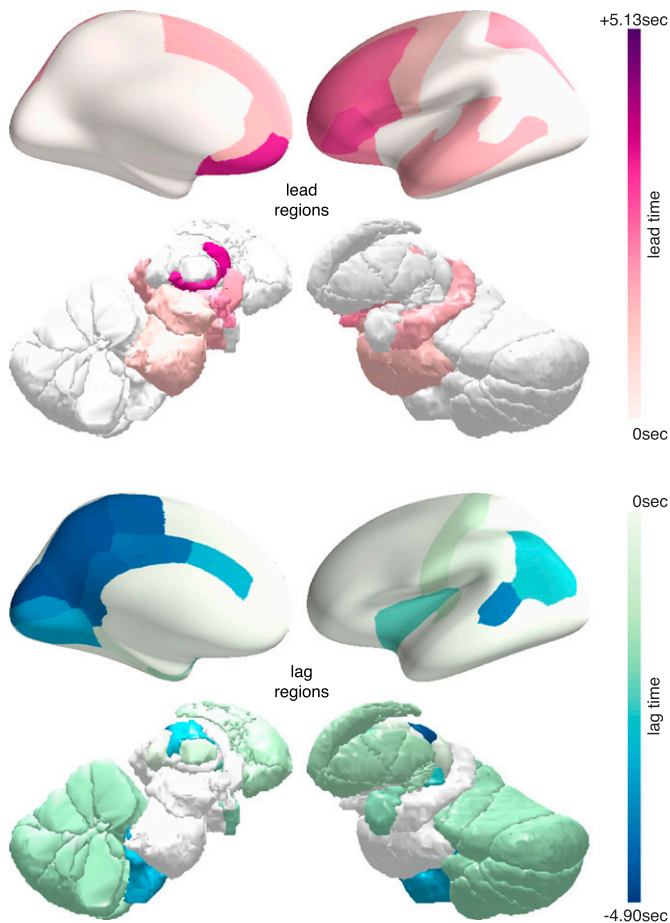 +5.13sec
lead
regions
lead time
0sec
0sec
lag
regions
lag time
-4.90sec